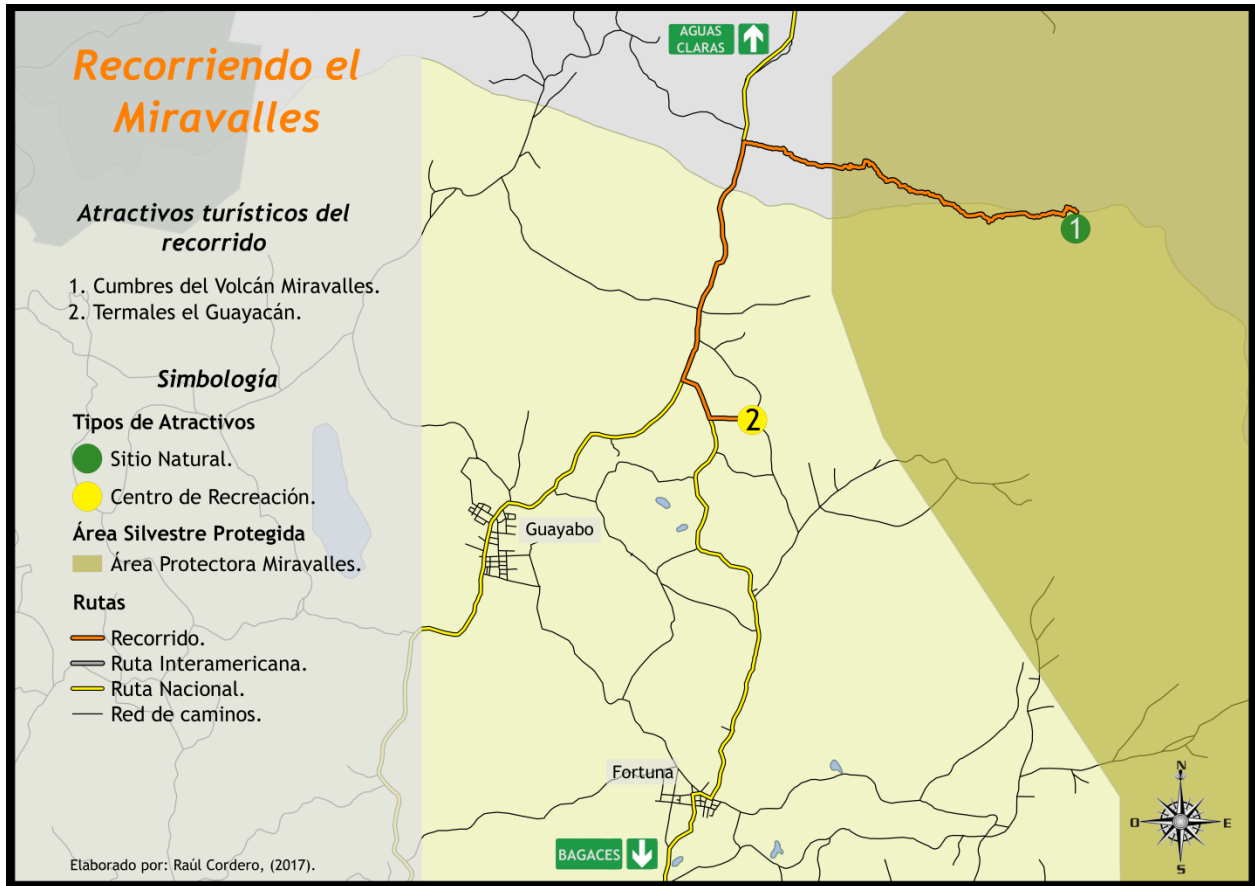 Recorriendo el
Miravalles
Atractivos turísticos del
recorrido
1. Cumbres del Volcán Miravalles.
2. Termales el Guayacán.
Simbología
Tipos de Atractivos
Sitio Natural.
Centro de Recreación.
Área Silvestre Protegida
Área Protectora Miravalles.
Rutas
Recorrido.
Ruta Interamericana.
Ruta Nacional.
Red de caminos.
Elaborado por: Raúl Cordero, (2017).
AGUAS
CLARAS
1
2
Guayabo
Fortuna
BAGACES
N
O
E
S